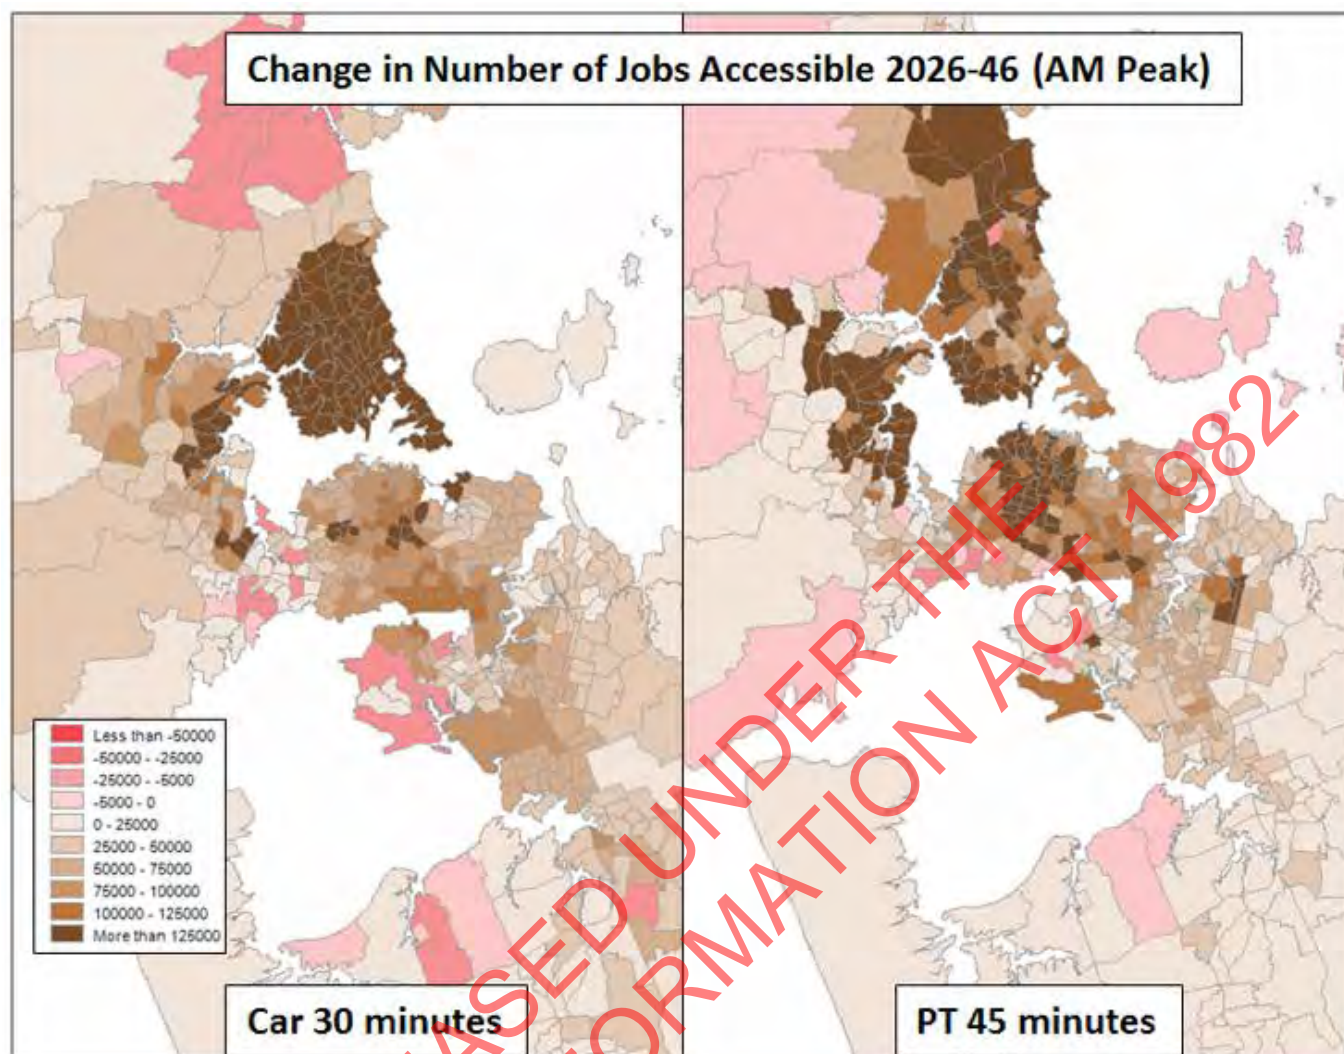 Change in Number of Jobs Accessible 2026-46 (AM Peak)
Less than -50000
-50000 - -25000
-25000 - -5000
-5000 - 0
0 - 25000
25000 - 50000
50000 - 75000
75000 - 100000
100000 - 125000
More than 125000
Car 30 minutes
PT 45 minutes
EASED UNDER THE
FORMATION ACT 1982